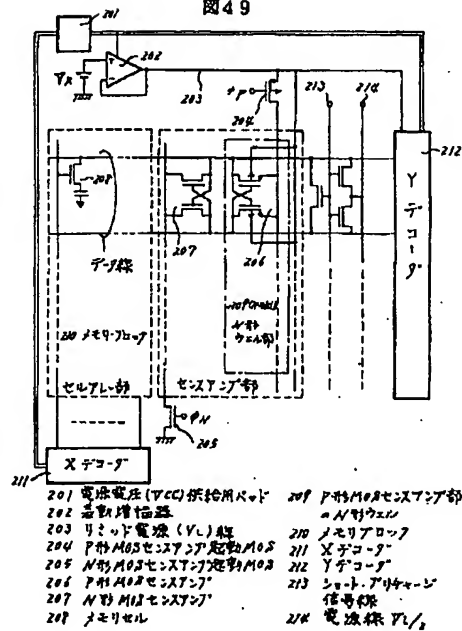 図49
201
202
VR
203
φP
204
213
214
212
Yデコーダ
208
データ線
207
206
209
N形
ウエル部
210 メモリブロック
セルアレー部
センスアンプ部
φN
205
211
Xデコーダ
201 電源電圧(VCC)供給用パッド
202 差動増幅器
203 リミッド電源(VL)線
204 P形MOSセンスアンプ起動MOS
205 N形MOSセンスアンプ起動MOS
206 P形MOSセンスアンプ
207 N形MOSセンスアンプ
208 メモリセル
209 P形MOSセンスアンプ部
のN形ウエル
210 メモリブロック
211 Xデコーダ
212 Yデコーダ
213 ショート・プリチャージ
信号線
214 電源線 VL/2